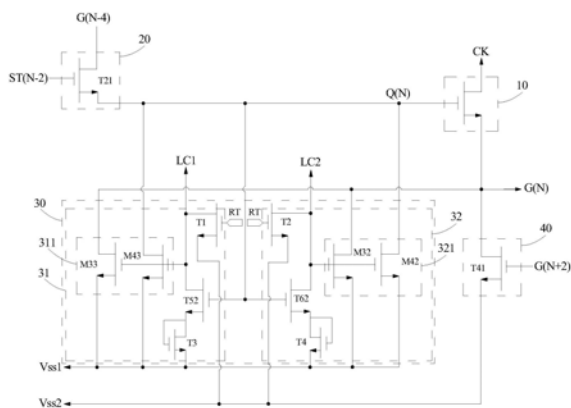 G(N-4)
20
CK
ST(N-2)
T21
Q(N)
10
LC1
LC2
G(N)
30
T1
RT
RT
T2
32
40
311
M33
M43
M32
M42
321
T41
G(N+2)
31
T52
T62
T3
T4
Vss1
Vss2